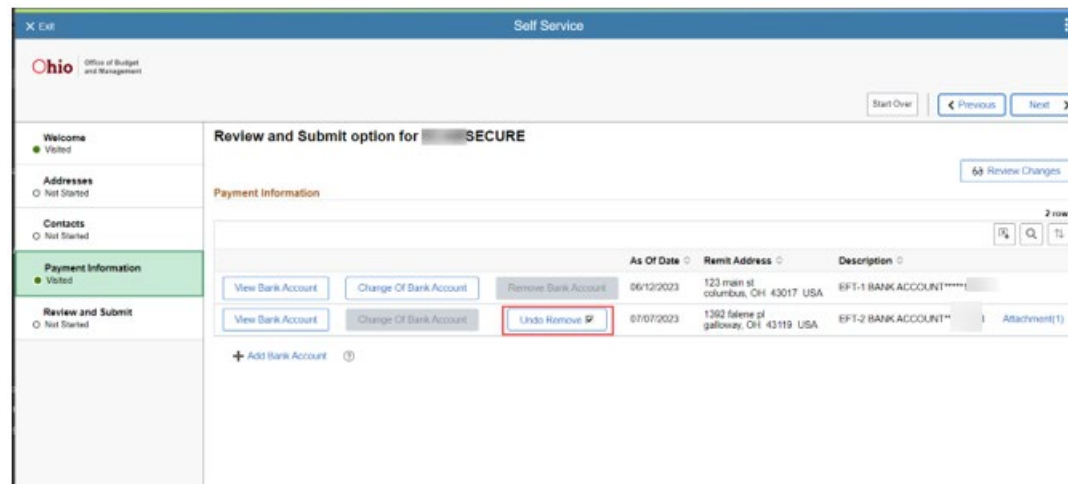 X Exit
Self Service
Ohio Office of Budget
and Management
Start Over
Previous
Next
Welcome
Visited
Addresses
Not Started
Contacts
Not Started
Payment Information
Visited
Review and Submit
Not Started
Review and Submit option for SECURE
Review Changes
Payment Information
2 row
As Of Date Remit Address Description
View Bank Account Change Of Bank Account Remove Bank Account 06/12/2023 123 main st
columbus, OH 43017 USA EFT-1 BANK ACCOUNT*****
View Bank Account Change Of Bank Account Undo Remove 07/07/2023 1392 falene pl
galloway, OH 43119 USA EFT-2 BANK ACCOUNT** Attachment(1)
+ Add Bank Account ?